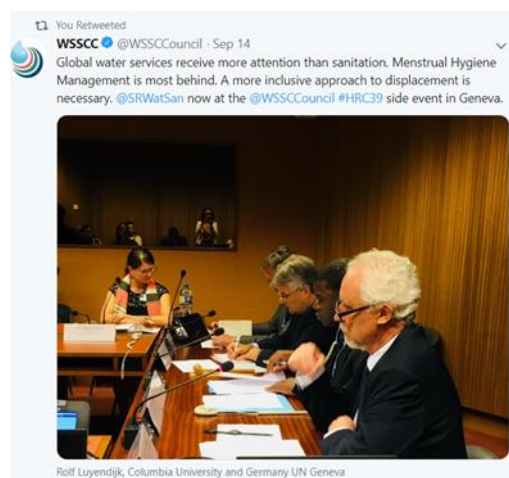 You Retweeted
WSSCC @WSSCCouncil · Sep 14
Global water services receive more attention than sanitation. Menstrual Hygiene
Management is most behind. A more inclusive approach to displacement is
necessary. @SRWatSan now at the @WSSCCouncil #HRC39 side event in Geneva.
Rolf Luyendijk, Columbia University and Germany UN Geneva